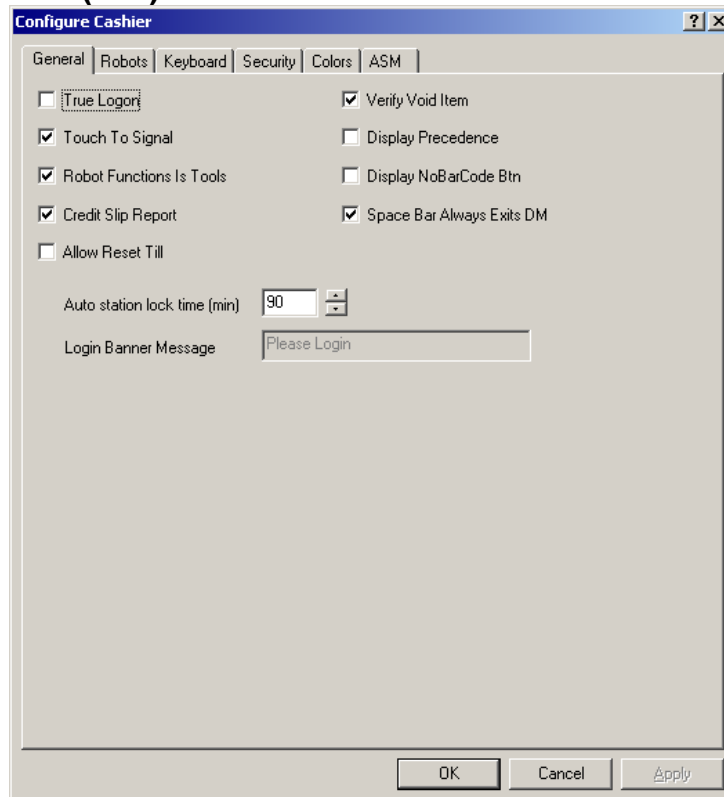 Configure Cashier
General Robots Keyboard Security Colors ASM
True Logon Verify Void Item
Touch To Signal Display Precedence
Robot Functions Is Tools Display NoBarCode Btn
Credit Slip Report Space Bar Always Exits DM
Allow Reset Till
Auto station lock time (min) 90
Login Banner Message Please Login
OK Cancel Apply